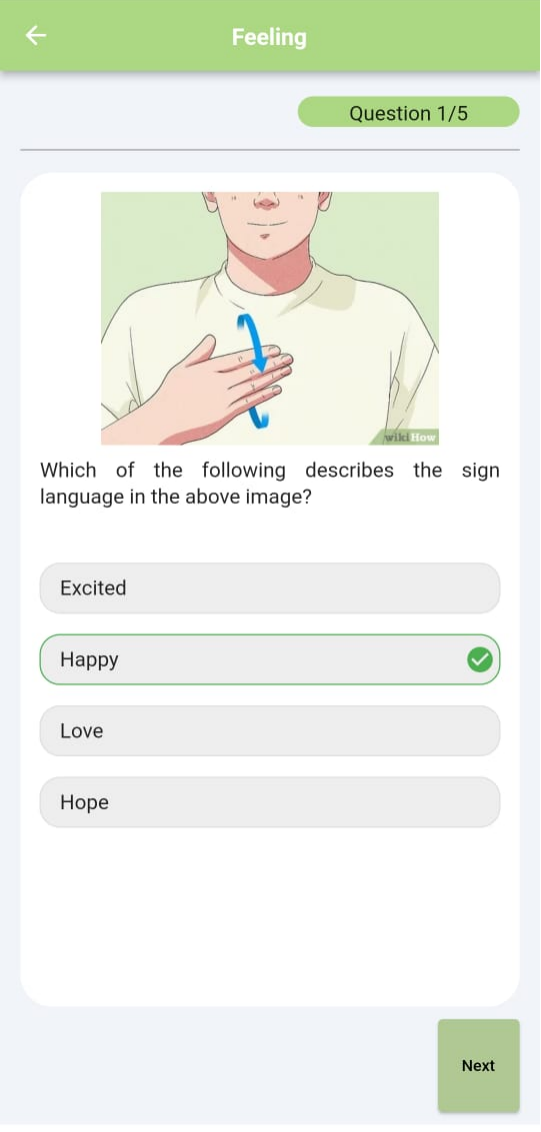 Feeling
Question 1/5
wikiHow
Which of the following describes the sign
language in the above image?
Excited
Happy
Love
Hope
Next